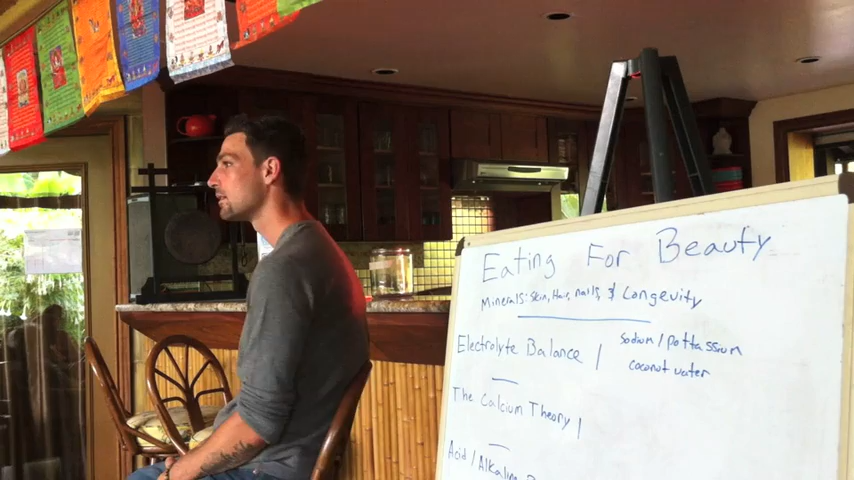 Eating For Beauty
Minerals: Skin, Hair, nails, & Longevity
Electrolyte Balance | Sodium / Pottassium
coconut water
The Calcium Theory |
Acid / Alkaline